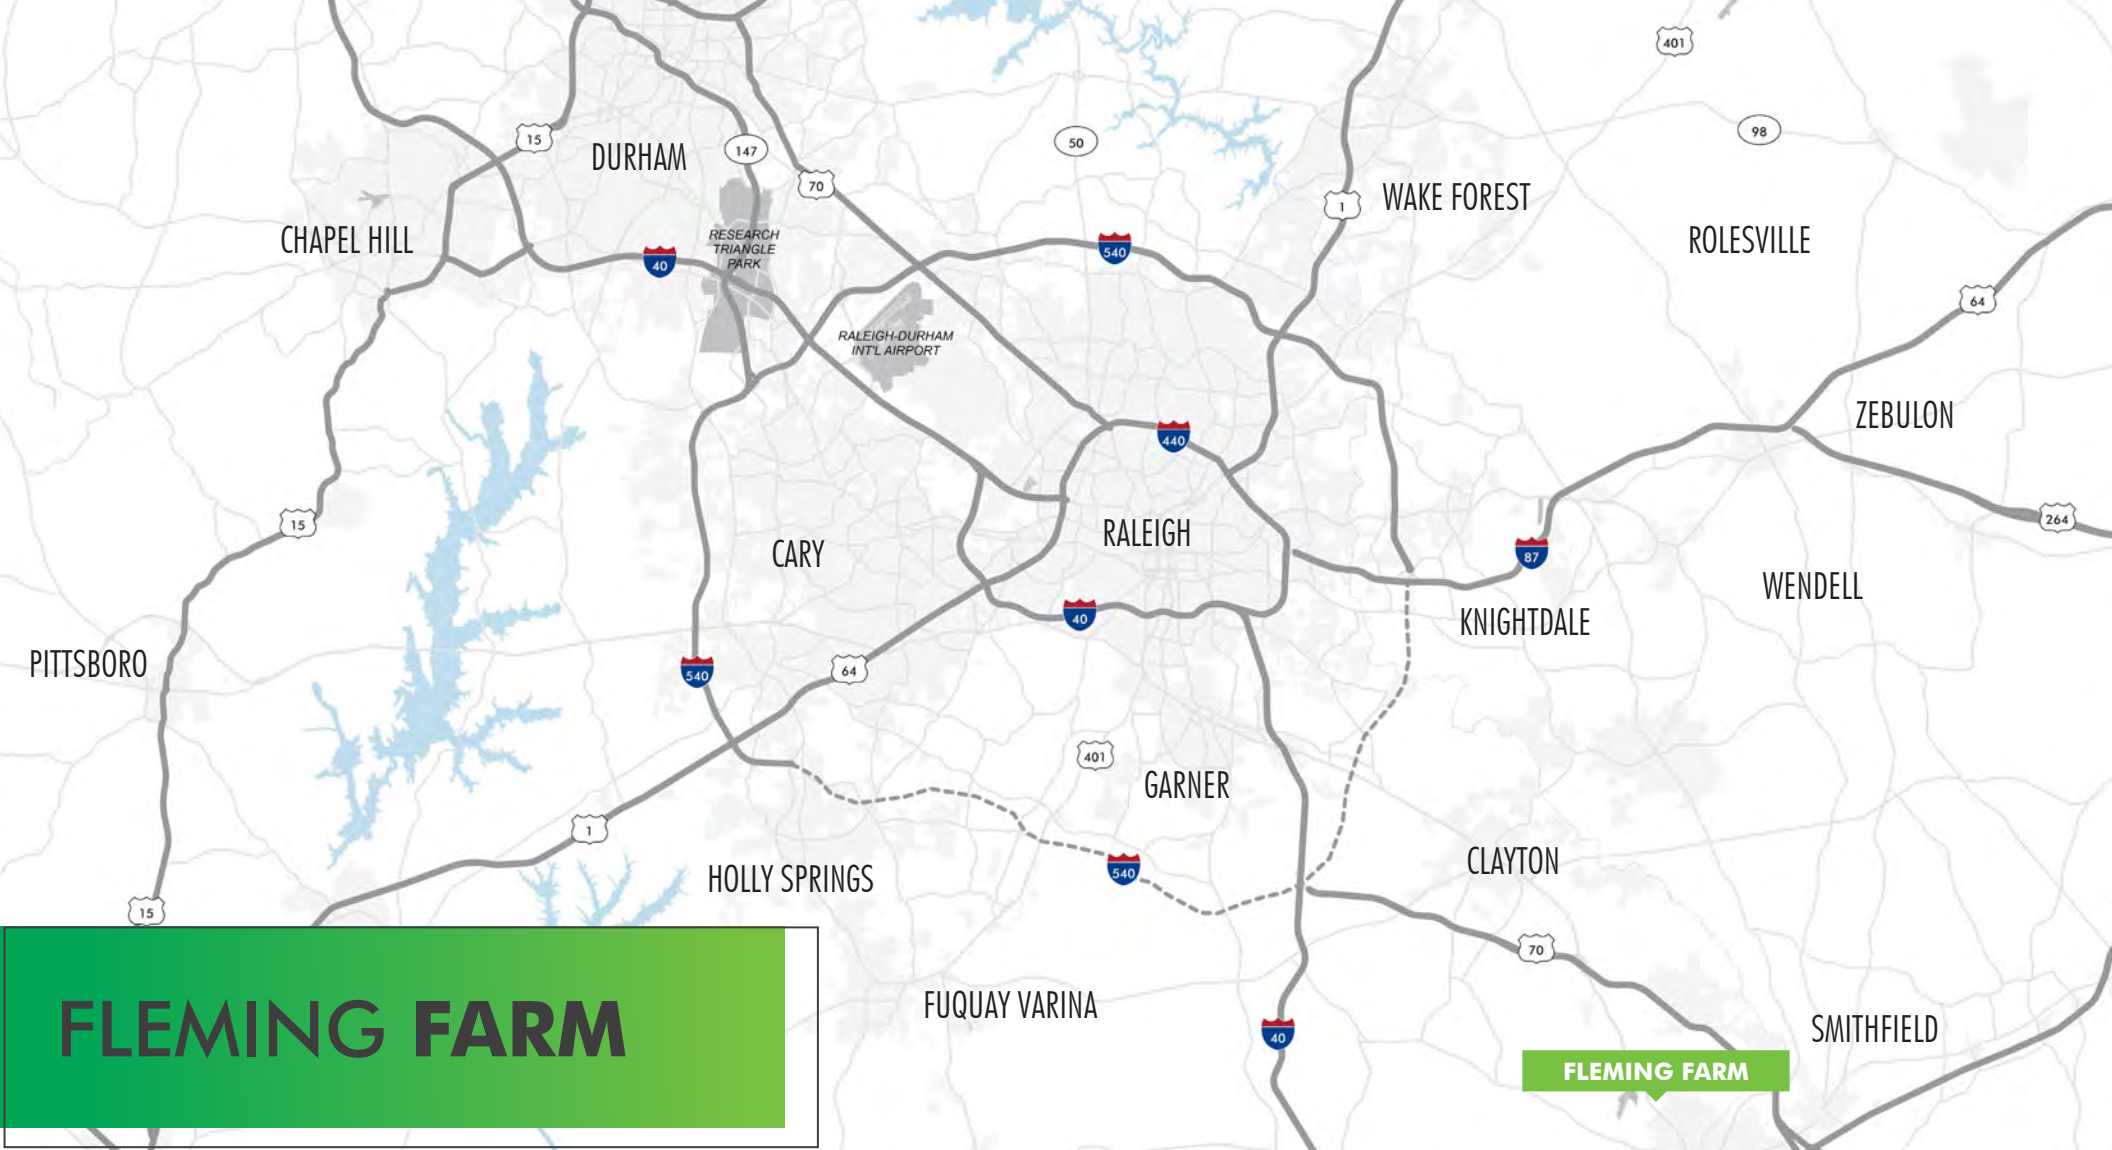 401
98
15
DURHAM
147
50
70
1
WAKE FOREST
CHAPEL HILL
RESEARCH
TRIANGLE
PARK
40
540
ROLESVILLE
64
RALEIGH-DURHAM
INT'L AIRPORT
ZEBULON
440
15
RALEIGH
264
CARY
87
WENDELL
40
KNIGHTDALE
PITTSBORO
540
64
401
GARNER
1
HOLLY SPRINGS
540
CLAYTON
15
70
FUQUAY VARINA
40
SMITHFIELD
FLEMING FARM
FLEMING FARM